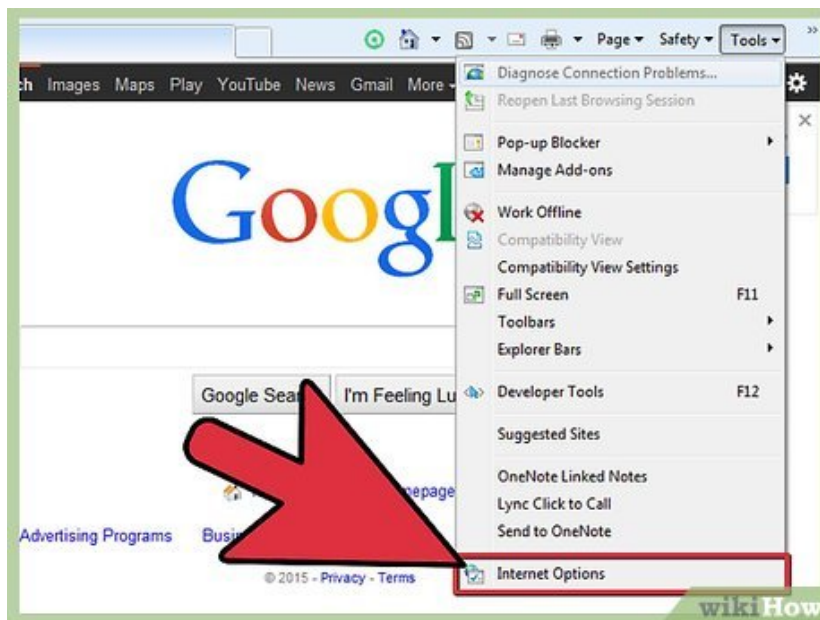 Page Safety Tools »
Images Maps Play YouTube News Gmail More
Diagnose Connection Problems...
Reopen Last Browsing Session
Pop-up Blocker
Manage Add-ons
Work Offline
Compatibility View
Compatibility View Settings
Full Screen F11
Toolbars
Explorer Bars
Developer Tools F12
Suggested Sites
OneNote Linked Notes
Lync Click to Call
Send to OneNote
Internet Options
Googl
Google Sea I'm Feeling Lu
mepage
Advertising Programs Busi
© 2015 - Privacy - Terms
wikiHow